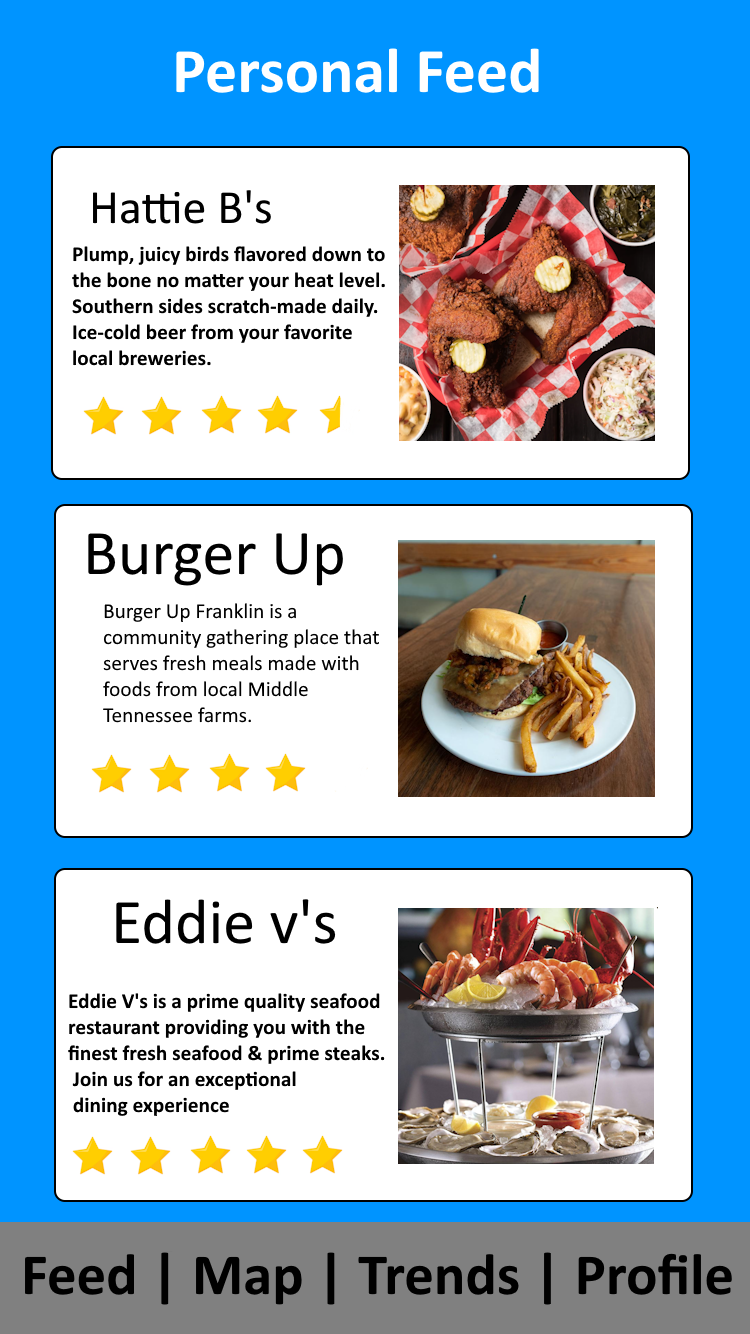 Personal Feed
Hattie B's
Plump, juicy birds flavored down to
the bone no matter your heat level.
Southern sides scratch-made daily.
Ice-cold beer from your favorite
local breweries.
Burger Up
Burger Up Franklin is a
community gathering place that
serves fresh meals made with
foods from local Middle
Tennessee farms.
Eddie v's
Eddie V's is a prime quality seafood
restaurant providing you with the
finest fresh seafood & prime steaks.
Join us for an exceptional
dining experience
Feed | Map | Trends | Profile